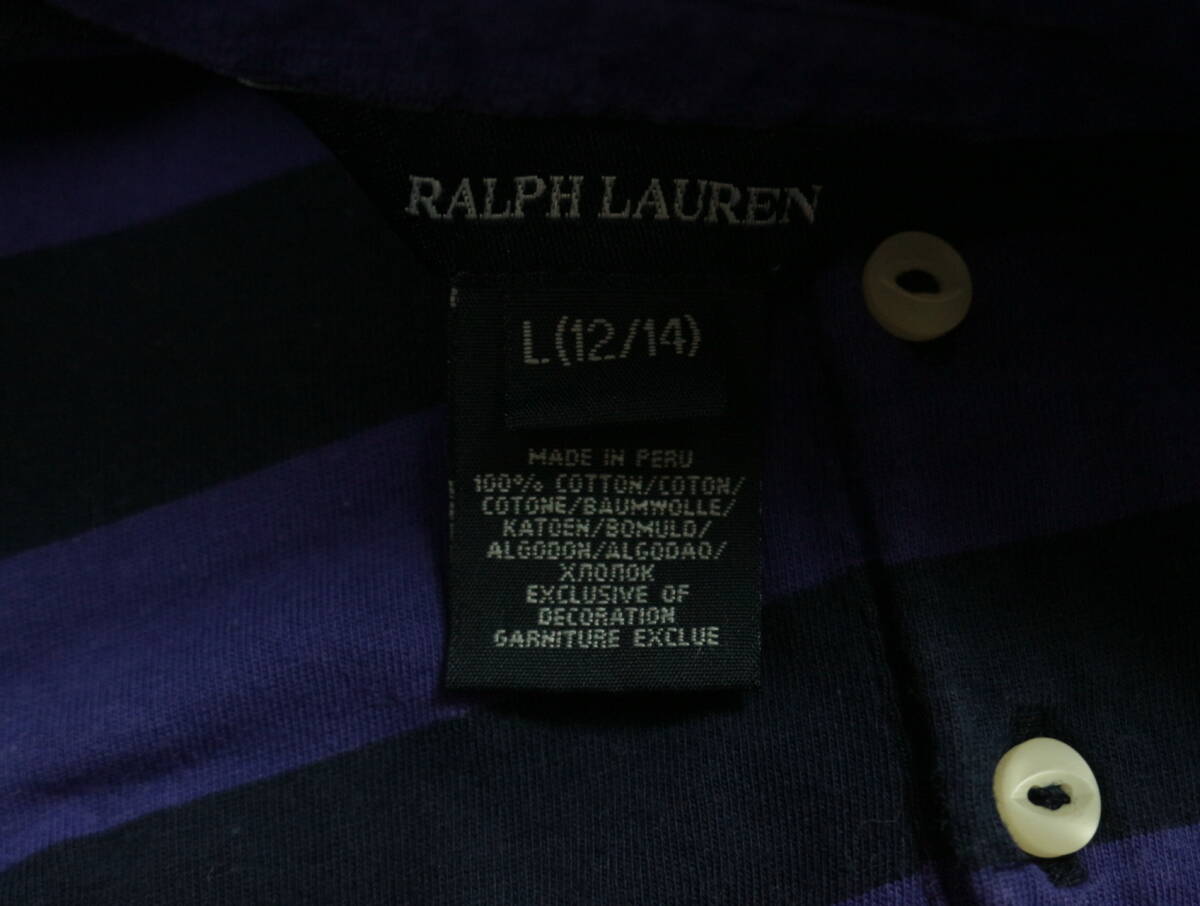 RALPH LAUREN
L(12/14)
MADE IN PERU
100% COTTON/COTON/
COTONE/BAUMWOLLE/
KATOEN/BOMULD/
ALGODON/ALGODAO/
ХЛОПОК
EXCLUSIVE OF
DECORATION
GARNITURE EXCLUE